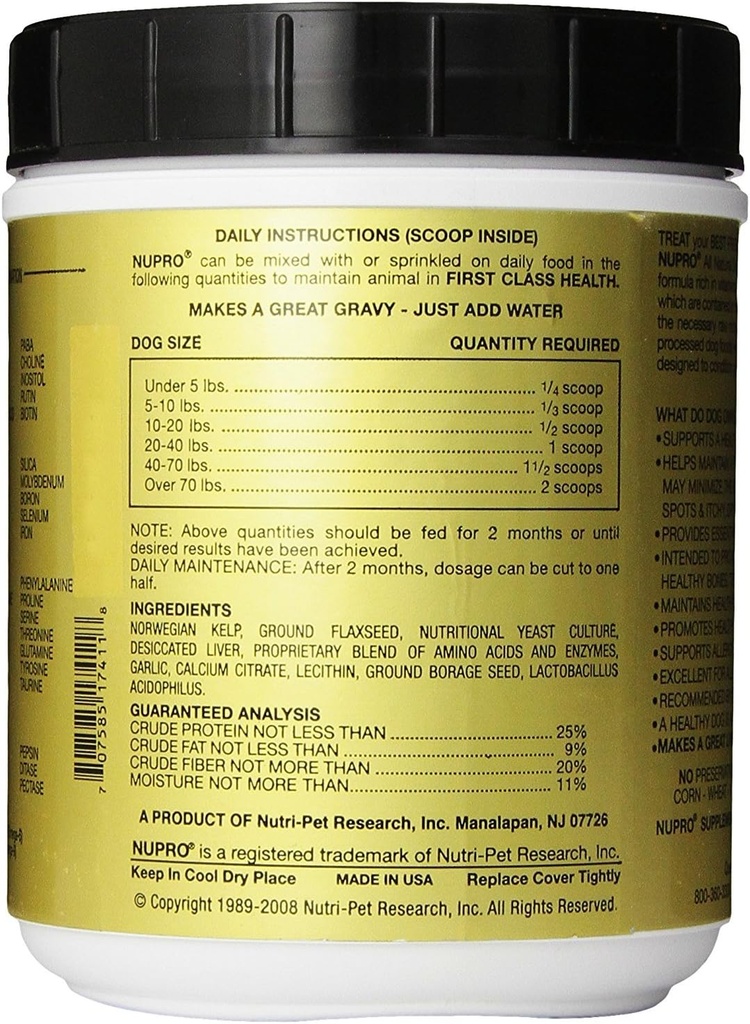 DAILY INSTRUCTIONS (SCOOP INSIDE)
NUPRO® can be mixed with or sprinkled on daily food in the
following quantities to maintain animal in FIRST CLASS HEALTH.
MAKES A GREAT GRAVY - JUST ADD WATER
DOG SIZE QUANTITY REQUIRED
Under 5 lbs. ........ 1/4 scoop
5-10 lbs. ........ 1/3 scoop
10-20 lbs. ........ 1/2 scoop
20-40 lbs. ........ 1 scoop
40-70 lbs. ........ 1 1/2 scoops
Over 70 lbs. ........ 2 scoops
NOTE: Above quantities should be fed for 2 months or until
desired results have been achieved.
DAILY MAINTENANCE: After 2 months, dosage can be cut to one
half.
INGREDIENTS
NORWEGIAN KELP, GROUND FLAXSEED, NUTRITIONAL YEAST CULTURE,
DESICCATED LIVER, PROPRIETARY BLEND OF AMINO ACIDS AND ENZYMES,
GARLIC, CALCIUM CITRATE, LECITHIN, GROUND BORAGE SEED, LACTOBACILLUS
ACIDOPHILUS.
GUARANTEED ANALYSIS
CRUDE PROTEIN NOT LESS THAN ........ 25%
CRUDE FAT NOT LESS THAN ........ 9%
CRUDE FIBER NOT MORE THAN ........ 20%
MOISTURE NOT MORE THAN........ 11%
A PRODUCT OF Nutri-Pet Research, Inc. Manalapan, NJ 07726
NUPRO® is a registered trademark of Nutri-Pet Research, Inc.
Keep In Cool Dry Place MADE IN USA Replace Cover Tightly
© Copyright 1989-2008 Nutri-Pet Research, Inc. All Rights Reserved.
PABA
CHOLINE
INOSITOL
RUTIN
BIOTIN
SILICA
MOLYBDENUM
BORON
SELENIUM
IRON
PHENYLALANINE
PROLINE
SERINE
THREONINE
GLUTAMINE
TYROSINE
TAURINE
PEPSIN
DITASE
PECTASE
7 07585 17411 8
TREAT your BEST
NUPRO® All
formula rich in
which are
the necessary
processed dog
designed to
WHAT DO DOG
• SUPPORTS A
• HELPS
MAY MINIMIZE
SPOTS & ITCHY
• PROVIDES
• INTENDED TO
HEALTHY BONES
• MAINTAINS
• PROMOTES
• SUPPORTS
• EXCELLENT FOR
• RECOMMENDED
• A HEALTHY DOG
• MAKES A GREAT
NO
CORN - WHEAT
NUPRO®